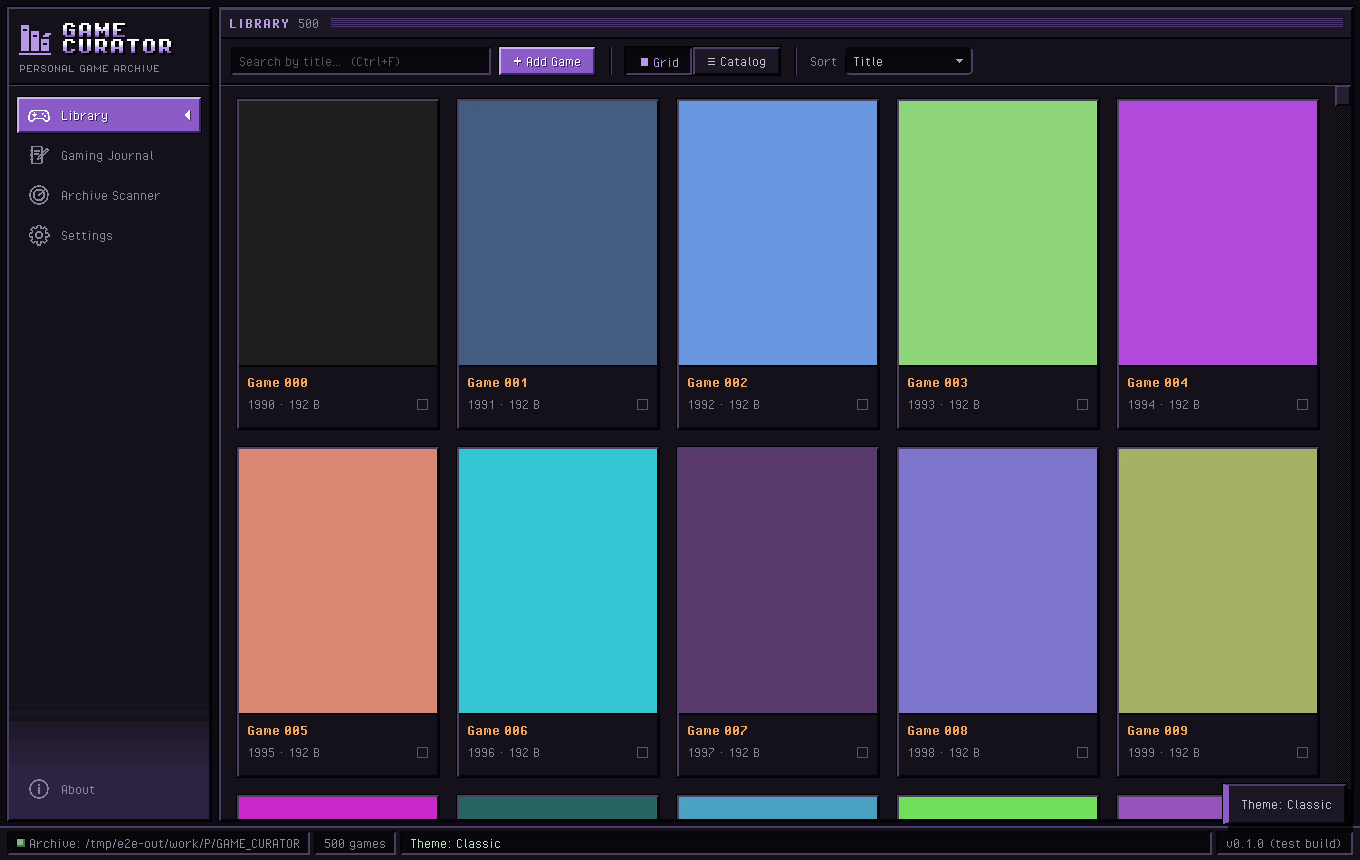 GAME
CURATOR
PERSONAL GAME ARCHIVE
Library
Gaming Journal
Archive Scanner
Settings
About
LIBRARY 500
Search by title... (Ctrl+F)
+ Add Game
Grid
☰ Catalog
Sort
Title
Game 000
1990 · 192 B
Game 001
1991 · 192 B
Game 002
1992 · 192 B
Game 003
1993 · 192 B
Game 004
1994 · 192 B
Game 005
1995 · 192 B
Game 006
1996 · 192 B
Game 007
1997 · 192 B
Game 008
1998 · 192 B
Game 009
1999 · 192 B
Theme: Classic
Archive: /tmp/e2e-out/work/P/GAME_CURATOR
500 games
Theme: Classic
v0.1.0 (test build)